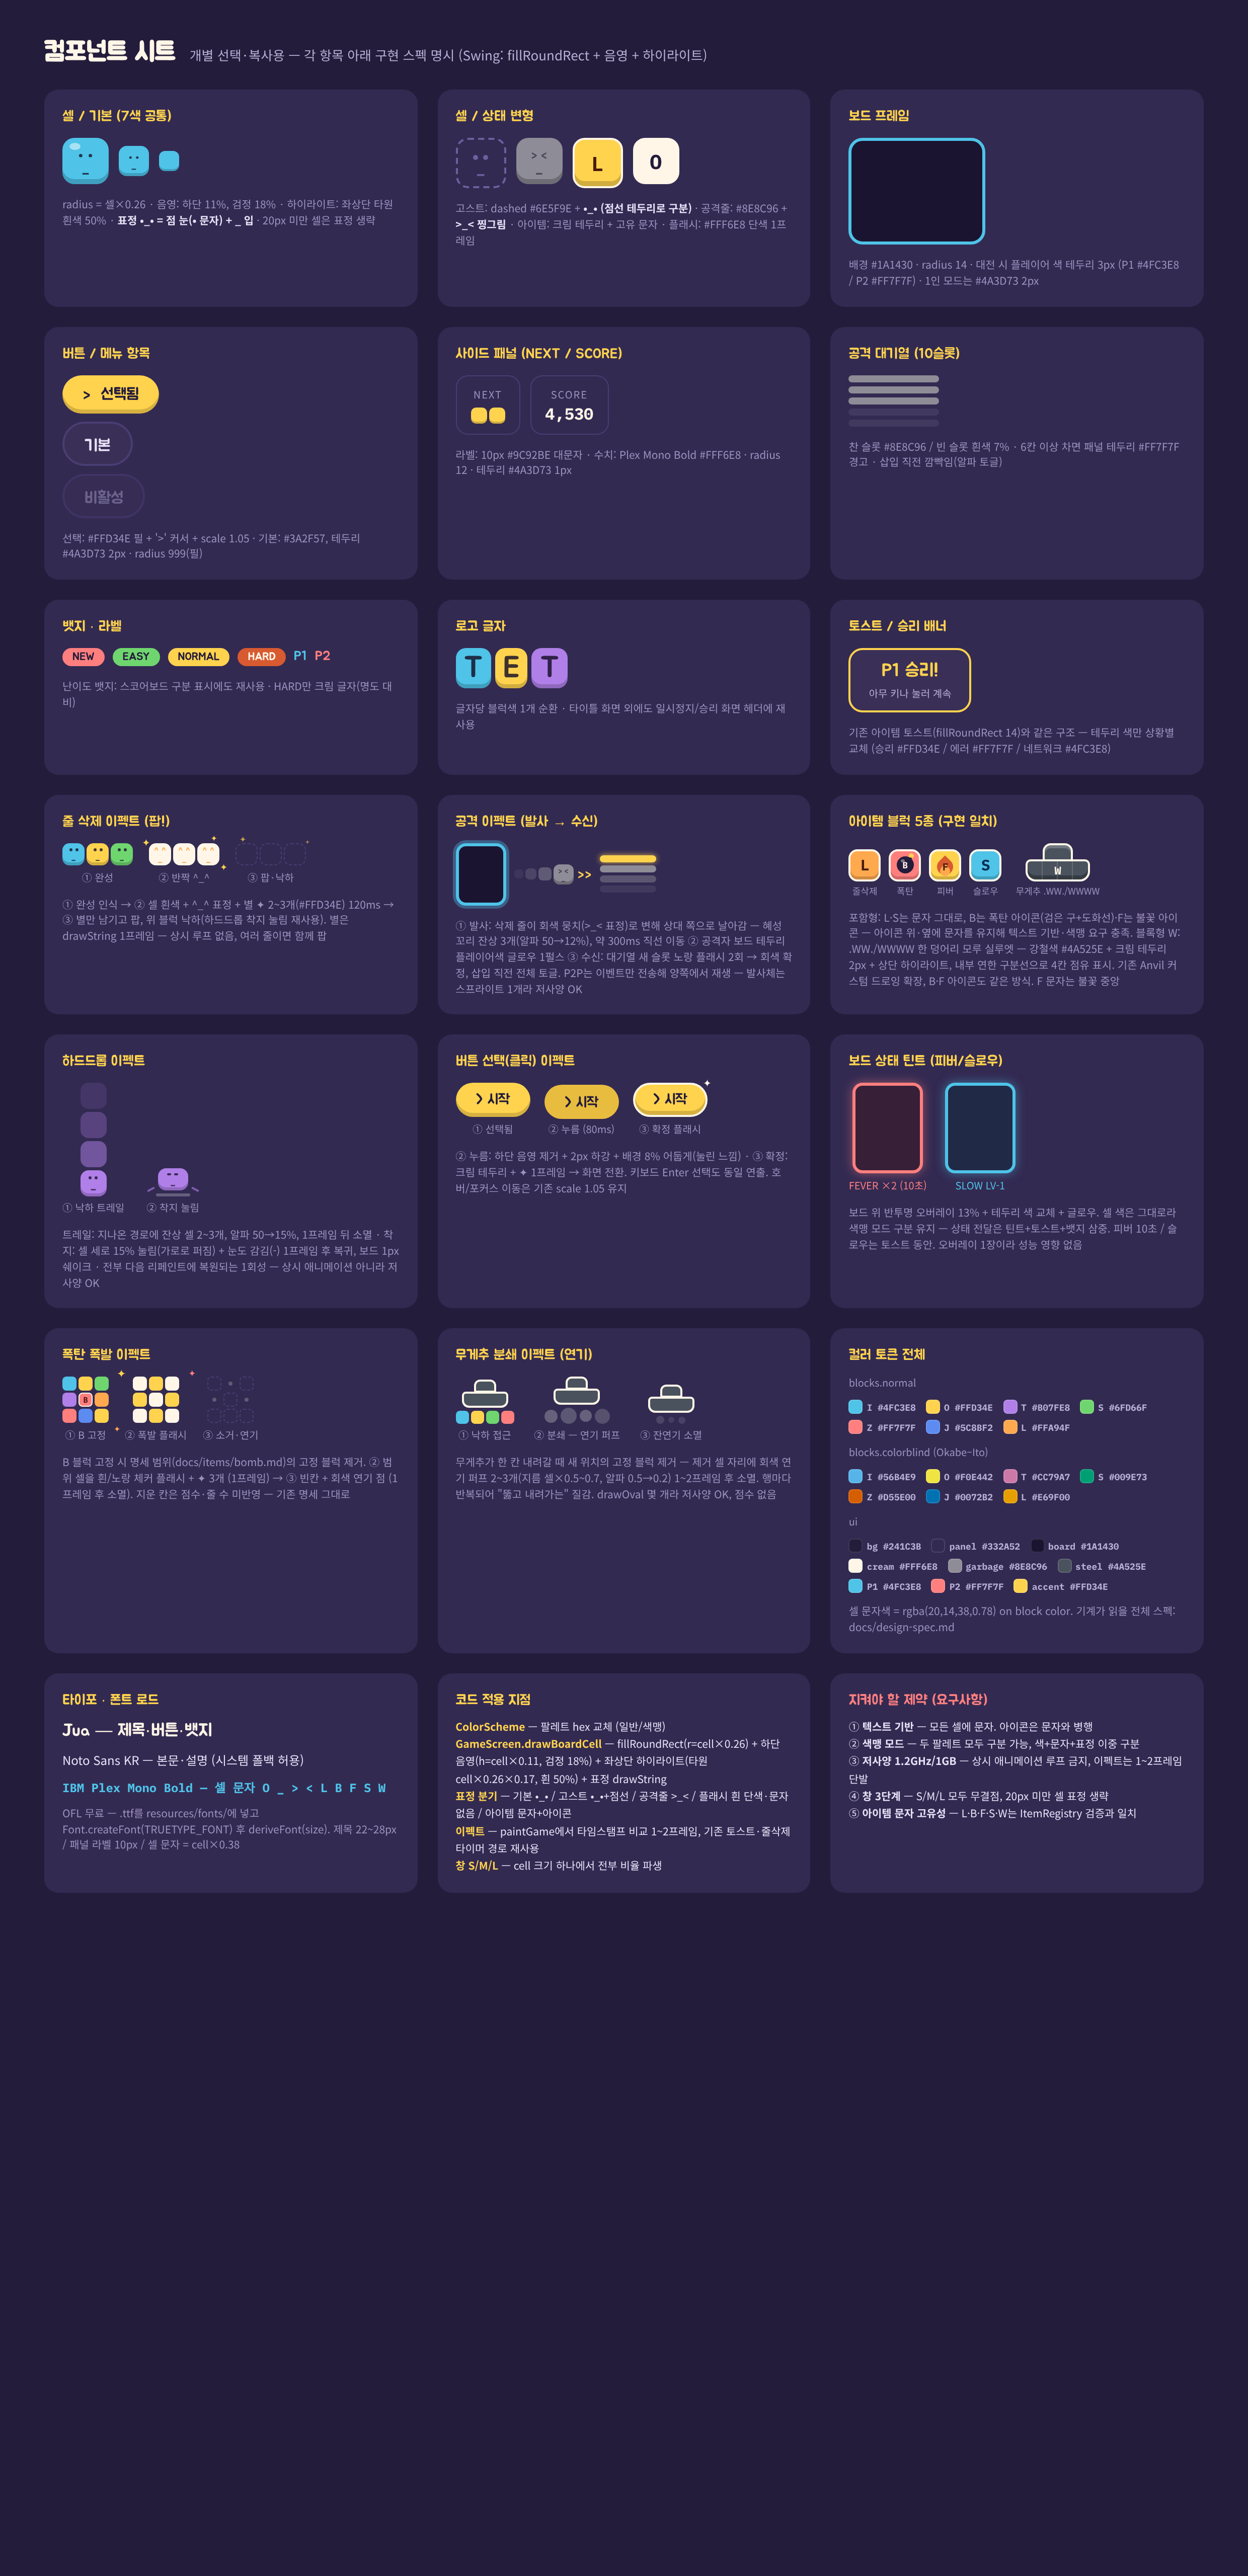 컴포넌트 시트
개별 선택·복사용 — 각 항목 아래 구현 스펙 명시 (Swing: fillRoundRect + 음영 + 하이라이트)
셀 / 기본 (7색 공통)
radius = 셀×0.26 · 음영: 하단 11%, 검정 18% · 하이라이트: 좌상단 타원
흰색 50% · 표정 •_• = 점 눈(• 문자) + _ 입 · 20px 미만 셀은 표정 생략
셀 / 상태 변형
> <
L
O
고스트: dashed #6E5F9E + •_• (점선 테두리로 구분) · 공격줄: #8E8C96 +
>_< 찡그림 · 아이템: 크림 테두리 + 고유 문자 · 플래시: #FFF6E8 단색 1프
레임
보드 프레임
배경 #1A1430 · radius 14 · 대전 시 플레이어 색 테두리 3px (P1 #4FC3E8
/ P2 #FF7F7F) · 1인 모드는 #4A3D73 2px
버튼 / 메뉴 항목
> 선택됨
기본
비활성
선택: #FFD34E 필 + '>' 커서 + scale 1.05 · 기본: #3A2F57, 테두리
#4A3D73 2px · radius 999(필)
사이드 패널 (NEXT / SCORE)
NEXT
SCORE
4,530
라벨: 10px #9C92BE 대문자 · 수치: Plex Mono Bold #FFF6E8 · radius
12 · 테두리 #4A3D73 1px
공격 대기열 (10슬롯)
찬 슬롯 #8E8C96 / 빈 슬롯 흰색 7% · 6칸 이상 차면 패널 테두리 #FF7F7F
경고 · 삽입 직전 깜빡임(알파 토글)
뱃지 · 라벨
NEW EASY NORMAL HARD P1 P2
난이도 뱃지: 스코어보드 구분 표시에도 재사용 · HARD만 크림 글자(명도 대
비)
로고 글자
T E T
글자당 블럭색 1개 순환 · 타이틀 화면 외에도 일시정지/승리 화면 헤더에 재
사용
토스트 / 승리 배너
P1 승리!
아무 키나 눌러 계속
기존 아이템 토스트(fillRoundRect 14)와 같은 구조 — 테두리 색만 상황별
교체 (승리 #FFD34E / 에러 #FF7F7F / 네트워크 #4FC3E8)
줄 삭제 이펙트 (팝!)
① 완성
② 반짝 ^_^
③ 팝·낙하
① 완성 인식 → ② 셀 흰색 + ^_^ 표정 + 별 ✦ 2~3개(#FFD34E) 120ms →
③ 별만 남기고 팝, 위 블럭 낙하(하드드롭 착지 눌림 재사용). 별은
drawString 1프레임 — 상시 루프 없음, 여러 줄이면 함께 팝
공격 이펙트 (발사 → 수신)
> <
>>
① 발사: 삭제 줄이 회색 뭉치(>_< 표정)로 변해 상대 쪽으로 날아감 — 혜성
꼬리 잔상 3개(알파 50→12%), 약 300ms 직선 이동 ② 공격자 보드 테두리
플레이어색 글로우 1펄스 ③ 수신: 대기열 새 슬롯 노랑 플래시 2회 → 회색 확
정, 삽입 직전 전체 토글. P2P는 이벤트만 전송해 양쪽에서 재생 — 발사체는
스프라이트 1개라 저사양 OK
아이템 블럭 5종 (구현 일치)
L
B
F
S
W
줄삭제
폭탄
피버
슬로우
무게추 .WW./WWWW
포함형: L·S는 문자 그대로, B는 폭탄 아이콘(검은 구+도화선)·F는 불꽃 아이
콘 — 아이콘 위·옆에 문자를 유지해 텍스트 기반·색맹 요구 충족. 블록형 W:
.WW./WWWW 한 덩어리 모루 실루엣 — 강철색 #4A525E + 크림 테두리
2px + 상단 하이라이트, 내부 연한 구분선으로 4칸 점유 표시. 기존 Anvil 커
스텀 드로잉 확장, B·F 아이콘도 같은 방식. F 문자는 불꽃 중앙
하드드롭 이펙트
① 낙하 트레일
② 착지 눌림
트레일: 지나온 경로에 잔상 셀 2~3개, 알파 50→15%, 1프레임 뒤 소멸 · 착
지: 셀 세로 15% 눌림(가로로 퍼짐) + 눈도 감김(-) 1프레임 후 복귀, 보드 1px
쉐이크 · 전부 다음 리페인트에 복원되는 1회성 — 상시 애니메이션 아니라 저
사양 OK
버튼 선택(클릭) 이펙트
> 시작
> 시작
> 시작
① 선택됨
② 누름 (80ms)
③ 확정 플래시
② 누름: 하단 음영 제거 + 2px 하강 + 배경 8% 어둡게(눌린 느낌) · ③ 확정:
크림 테두리 + ✦ 1프레임 → 화면 전환. 키보드 Enter 선택도 동일 연출. 호
버/포커스 이동은 기존 scale 1.05 유지
보드 상태 틴트 (피버/슬로우)
FEVER ×2 (10초)
SLOW LV-1
보드 위 반투명 오버레이 13% + 테두리 색 교체 + 글로우. 셀 색은 그대로라
색맹 모드 구분 유지 — 상태 전달은 틴트+토스트+뱃지 삼중. 피버 10초 / 슬
로우는 토스트 동안. 오버레이 1장이라 성능 영향 없음
폭탄 폭발 이펙트
B
① B 고정
② 폭발 플래시
③ 소거·연기
B 블럭 고정 시 명세 범위(docs/items/bomb.md)의 고정 블럭 제거. ② 범
위 셀을 흰/노랑 체커 플래시 + ✦ 3개 (1프레임) → ③ 빈칸 + 회색 연기 점 (1
프레임 후 소멸). 지운 칸은 점수·줄 수 미반영 — 기존 명세 그대로
무게추 분쇄 이펙트 (연기)
① 낙하 접근
② 분쇄 — 연기 퍼프
③ 잔연기 소멸
무게추가 한 칸 내려갈 때 새 위치의 고정 블럭 제거 — 제거 셀 자리에 회색 연
기 퍼프 2~3개(지름 셀×0.5~0.7, 알파 0.5→0.2) 1~2프레임 후 소멸. 행마다
반복되어 "뚫고 내려가는" 질감. drawOval 몇 개라 저사양 OK, 점수 없음
컬러 토큰 전체
blocks.normal
I #4FC3E8 O #FFD34E T #B07FE8 S #6FD66F
Z #FF7F7F J #5C8BF2 L #FFA94F
blocks.colorblind (Okabe–Ito)
I #56B4E9 O #F0E442 T #CC79A7 S #009E73
Z #D55E00 J #0072B2 L #E69F00
ui
bg #241C3B panel #332A52 board #1A1430
cream #FFF6E8 garbage #8E8C96 steel #4A525E
P1 #4FC3E8 P2 #FF7F7F accent #FFD34E
셀 문자색 = rgba(20,14,38,0.78) on block color. 기계가 읽을 전체 스펙:
docs/design-spec.md
타이포 · 폰트 로드
Jua — 제목·버튼·뱃지
Noto Sans KR — 본문·설명 (시스템 폴백 허용)
IBM Plex Mono Bold — 셀 문자 O _ > < L B F S W
OFL 무료 — .ttf를 resources/fonts/에 넣고
Font.createFont(TRUETYPE_FONT) 후 deriveFont(size). 제목 22~28px
/ 패널 라벨 10px / 셀 문자 = cell×0.38
코드 적용 지점
ColorScheme — 팔레트 hex 교체 (일반/색맹)
GameScreen.drawBoardCell — fillRoundRect(r=cell×0.26) + 하단
음영(h=cell×0.11, 검정 18%) + 좌상단 하이라이트(타원
cell×0.26×0.17, 흰 50%) + 표정 drawString
표정 분기 — 기본 •_• / 고스트 •_•+점선 / 공격줄 >_< / 플래시 흰 단색·문자
없음 / 아이템 문자+아이콘
이펙트 — paintGame에서 타임스탬프 비교 1~2프레임, 기존 토스트·줄삭제
타이머 경로 재사용
창 S/M/L — cell 크기 하나에서 전부 비율 파생
지켜야 할 제약 (요구사항)
① 텍스트 기반 — 모든 셀에 문자. 아이콘은 문자와 병행
② 색맹 모드 — 두 팔레트 모두 구분 가능, 색+문자+표정 이중 구분
③ 저사양 1.2GHz/1GB — 상시 애니메이션 루프 금지, 이펙트는 1~2프레임
단발
④ 창 3단계 — S/M/L 모두 무결점, 20px 미만 셀 표정 생략
⑤ 아이템 문자 고유성 — L·B·F·S·W는 ItemRegistry 검증과 일치